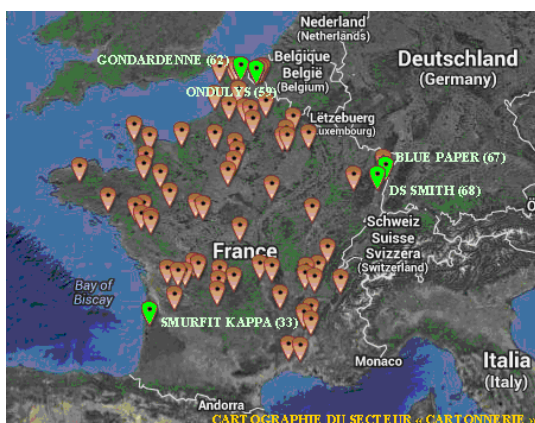 Nederland
(Netherlands)
GONDARDENNE (62)
België
Belgique
België
(Belgium)
Deutschland
(Germany)
ONDULYS (59)
Lëtzebuerg
(Luxembourg)
BLUE PAPER (67)
DS SMITH (68)
Schweiz
Suisse
Svizzera
(Switzerland)
France
Bay of
Biscay
SMURFIT KAPPA (33)
Monaco
Italia
(Italy)
Andorra
CARTOGRAPHIE DU SECTEUR « CARTONNERIE »